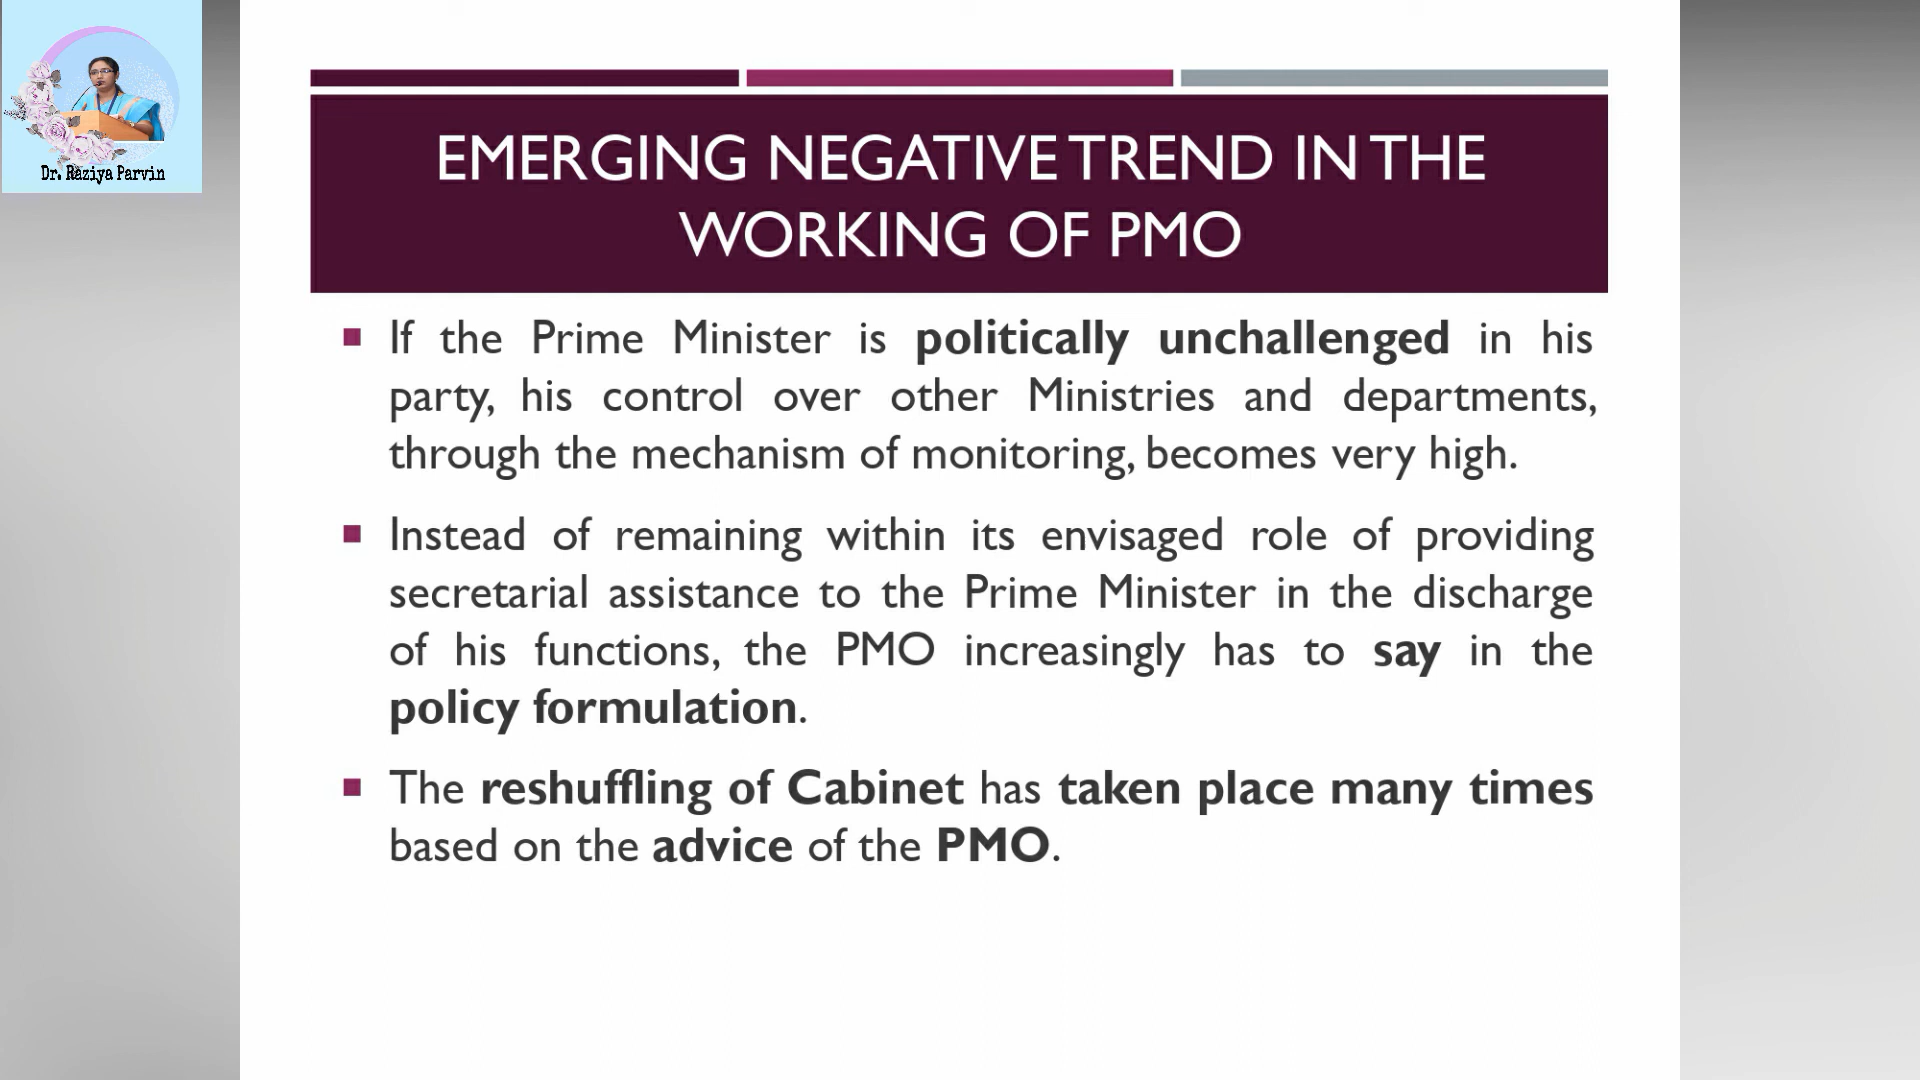 Dr. Raziya Parvin
EMERGING NEGATIVE TREND IN THE
WORKING OF PMO
If the Prime Minister is politically unchallenged in his
party, his control over other Ministries and departments,
through the mechanism of monitoring, becomes very high.
Instead of remaining within its envisaged role of providing
secretarial assistance to the Prime Minister in the discharge
of his functions, the PMO increasingly has to say in the
policy formulation.
The reshuffling of Cabinet has taken place many times
based on the advice of the PMO.